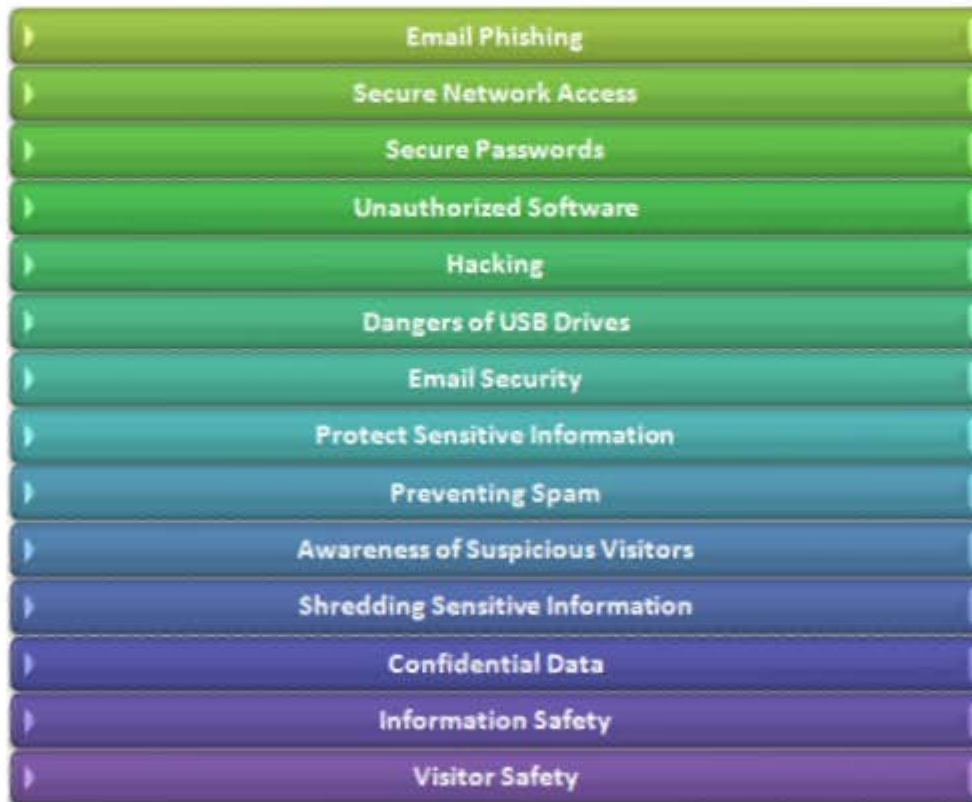 Email Phishing
Secure Network Access
Secure Passwords
Unauthorized Software
Hacking
Dangers of USB Drives
Email Security
Protect Sensitive Information
Preventing Spam
Awareness of Suspicious Visitors
Shredding Sensitive Information
Confidential Data
Information Safety
Visitor Safety